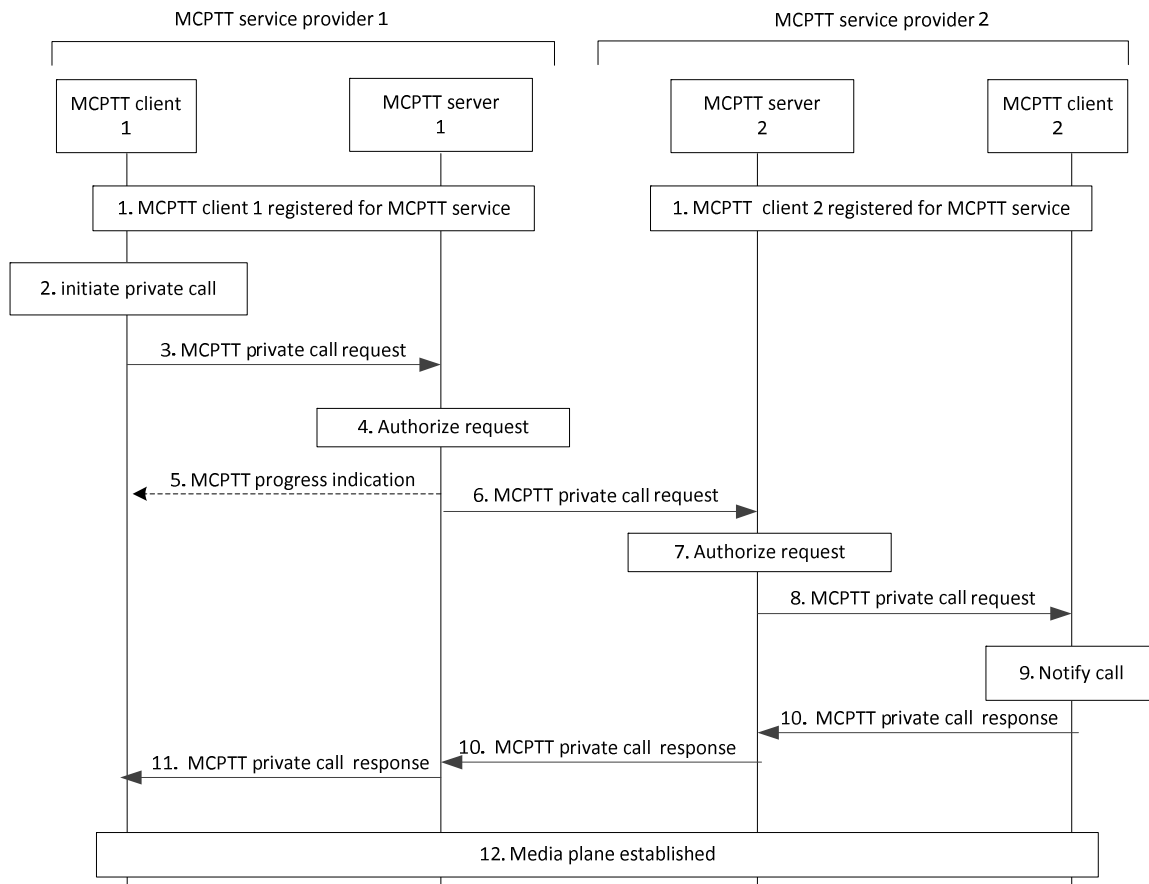 MCPTT service provider 1
MCPTT service provider 2
MCPTT client
1
MCPTT server
1
MCPTT server
2
MCPTT client
2
1. MCPTT client 1 registered for MCPTT service
1. MCPTT client 2 registered for MCPTT service
2. initiate private call
3. MCPTT private call request
4. Authorize request
5. MCPTT progress indication
6. MCPTT private call request
7. Authorize request
8. MCPTT private call request
9. Notify call
10. MCPTT private call response
10. MCPTT private call response
11. MCPTT private call response
12. Media plane established